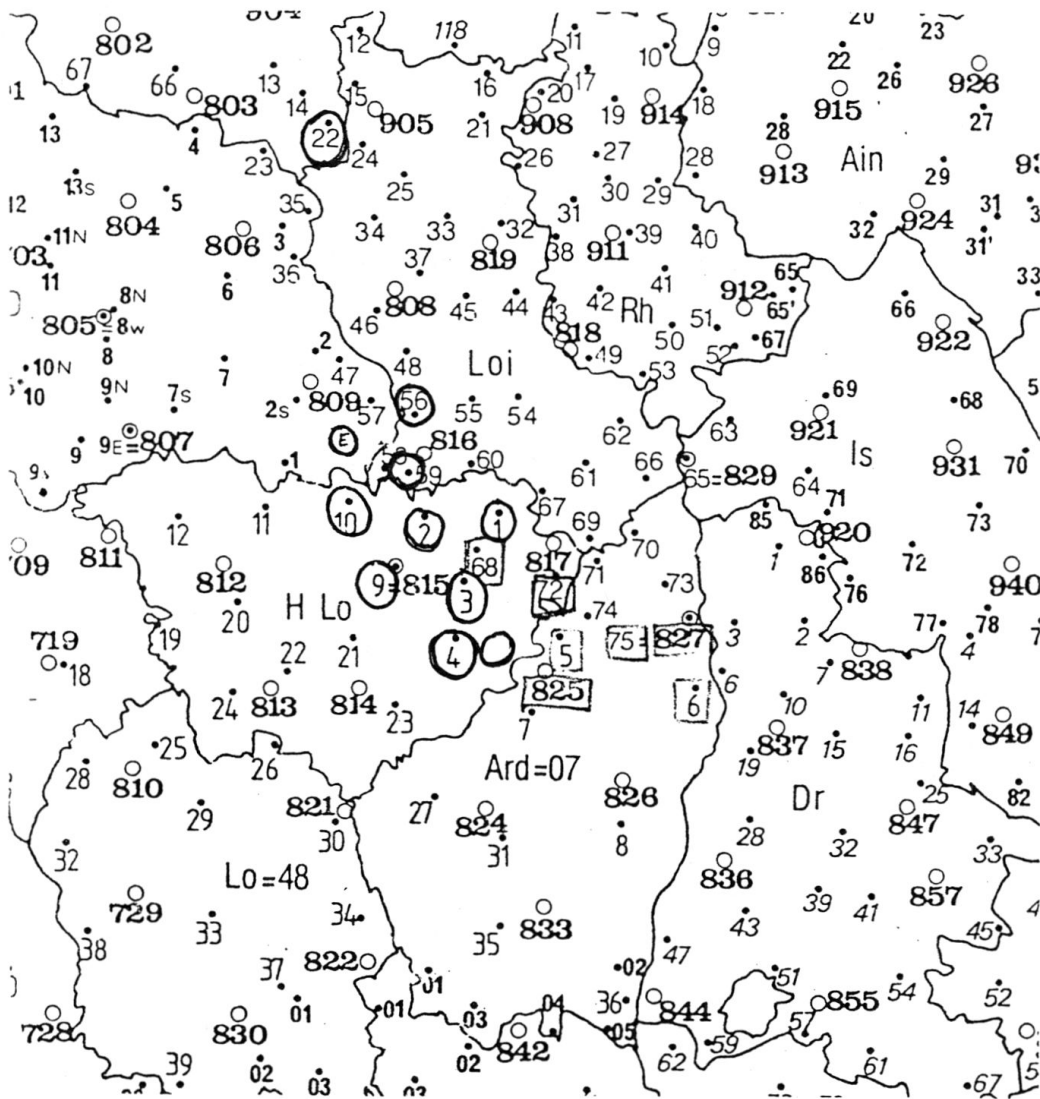 904 20 23
802 12 118 11 10 9 22 26 926
67 66 13 16 17
803 14 15 905 20 19 914 18 915 27
13 4 22 21 908 28
23 24 26 27 28 913 Ain
13s 5 25 30 29 29
804 35 31 924
12 11N 806 3 34 33 32 38 911 39 40 32 31 3
703 11 36 819 31'
6 37 41 65 33
8N 808 45 44 43 42 Rh 912 65' 66
805=8w 46 818 51 922
8 2 47 48 Loi 49 50 52 67
10N 7 53
10 9N 7s 2s 809 57 56 55 54 69 68 5
9E=807 E 816 62 63 921
9 1 58 59 60 61 66 64 Is 931 70
9s 65=829
12 11 10 2 1 67 69 85 71 73
811 70 920
709 812 9=815 68 817 71 1 86 72 940
20 H Lo 3 72 73 76
719 19 74 3 2 77 78
18 22 21 4 5 75=827 7 838 4
24 813 814 23 825 6 6 10 11 14 849
7 837 15 16
25 26 Ard=07 19
28 810 826 Dr 25 82
29 821 27 824 847
32 30 31 8 28 32 33
Lo=48 836 857
729 39 41
33 34 833 43 45
38 35 47
822 02 51
37 01 54 52
01 01 03 04 36 844 855
728 830 842 05 59 57
02 02 62 61
39 03 03 67